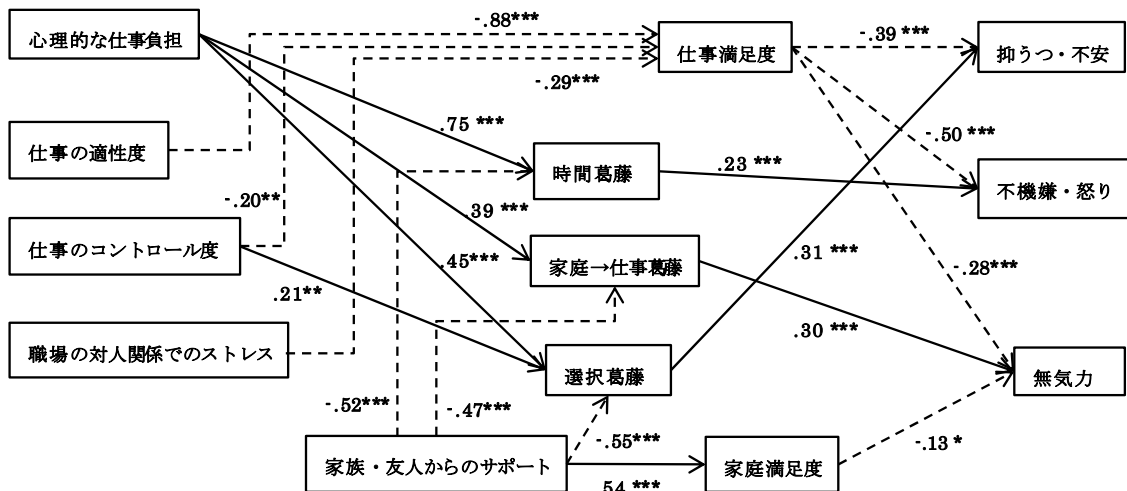 心理的な仕事負担
-.88***
仕事満足度
-.39 ***
抑うつ・不安
-.29***
仕事の適性度
.75 ***
時間葛藤
.23 ***
-.50 ***
不機嫌・怒り
-.20**
.39 ***
仕事のコントロール度
.45***
家庭→仕事葛藤
.31 ***
-.28***
.21**
.30 ***
職場の対人関係でのストレス
選択葛藤
無気力
-.52***
-.47***
-.55***
-.13 *
家族・友人からのサポート
家庭満足度
.54 ***